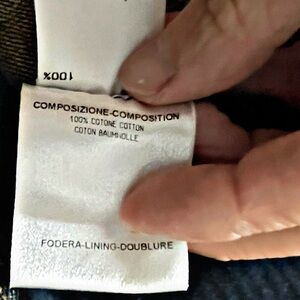 100%
COMPOSIZIONE-COMPOSITION
100% COTONE COTTON
COTON BAUMWOLLE
FODERA-LINING-DOUBLURE